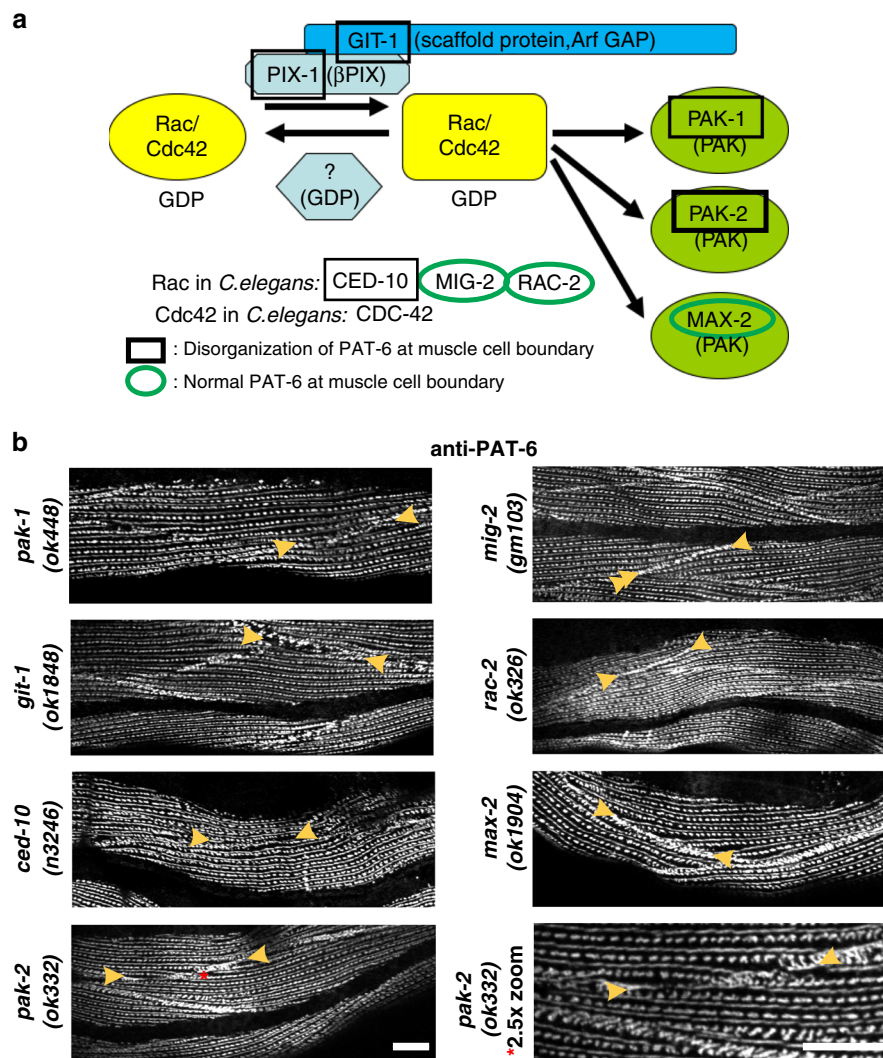 a
GIT-1 (scaffold protein,Arf GAP)
PIX-1 (βPIX)
Rac/
Cdc42
GDP
?
(GDP)
Rac/
Cdc42
GDP
PAK-1
(PAK)
PAK-2
(PAK)
MAX-2
(PAK)
Rac in C.elegans: CED-10 MIG-2 RAC-2
Cdc42 in C.elegans: CDC-42
: Disorganization of PAT-6 at muscle cell boundary
: Normal PAT-6 at muscle cell boundary
b
anti-PAT-6
pak-1
(ok448)
git-1
(ok1848)
ced-10
(n3246)
pak-2
(ok332)
*
mig-2
(gm103)
rac-2
(ok326)
max-2
(ok1904)
pak-2
(ok332)
*2.5x zoom